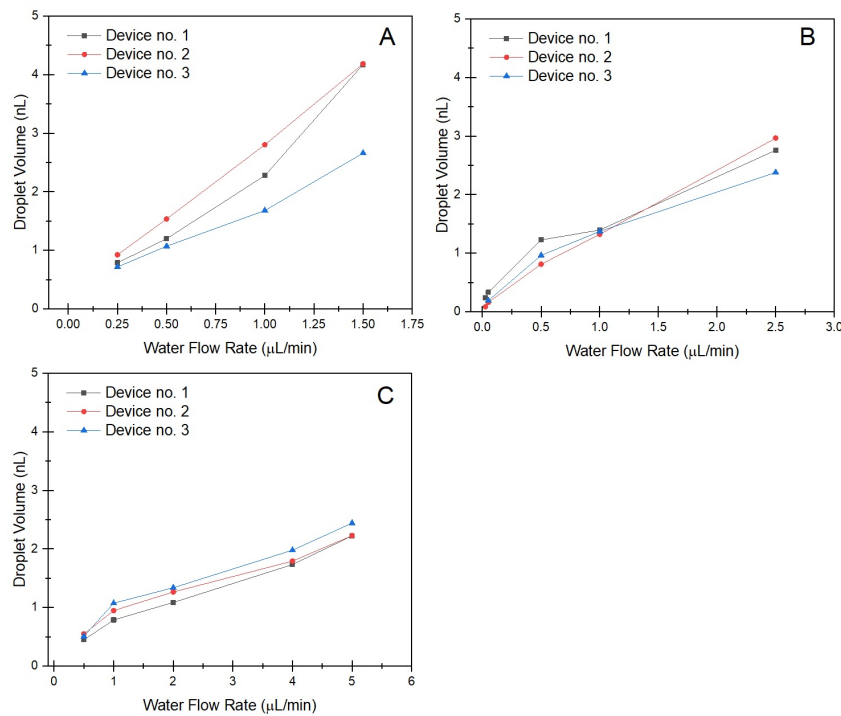 A
Device no. 1
Device no. 2
Device no. 3
5
4
3
2
1
0
Droplet Volume (nL)
0.00 0.25 0.50 0.75 1.00 1.25 1.50 1.75
Water Flow Rate (μL/min)
B
Device no. 1
Device no. 2
Device no. 3
5
4
3
2
1
0
Droplet Volume (nL)
0.0 0.5 1.0 1.5 2.0 2.5 3.0
Water Flow Rate (μL/min)
C
Device no. 1
Device no. 2
Device no. 3
5
4
3
2
1
0
Droplet Volume (nL)
0 1 2 3 4 5 6
Water Flow Rate (μL/min)